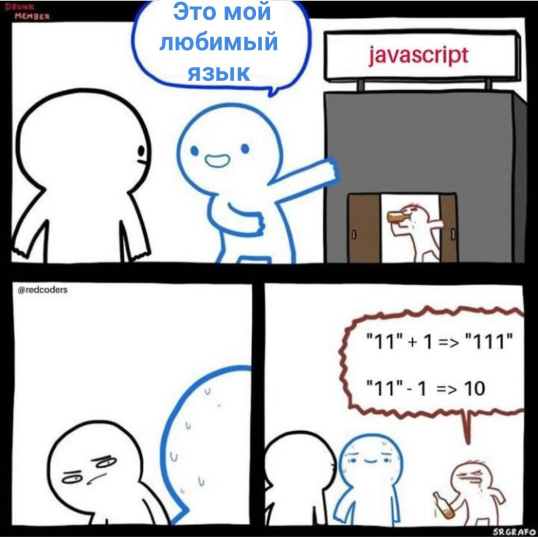 DRUNK
MEMBER
Это мой
любимый
язык
javascript
@redcoders
"11" + 1 => "111"
"11" - 1 => 10
SRGRAFO